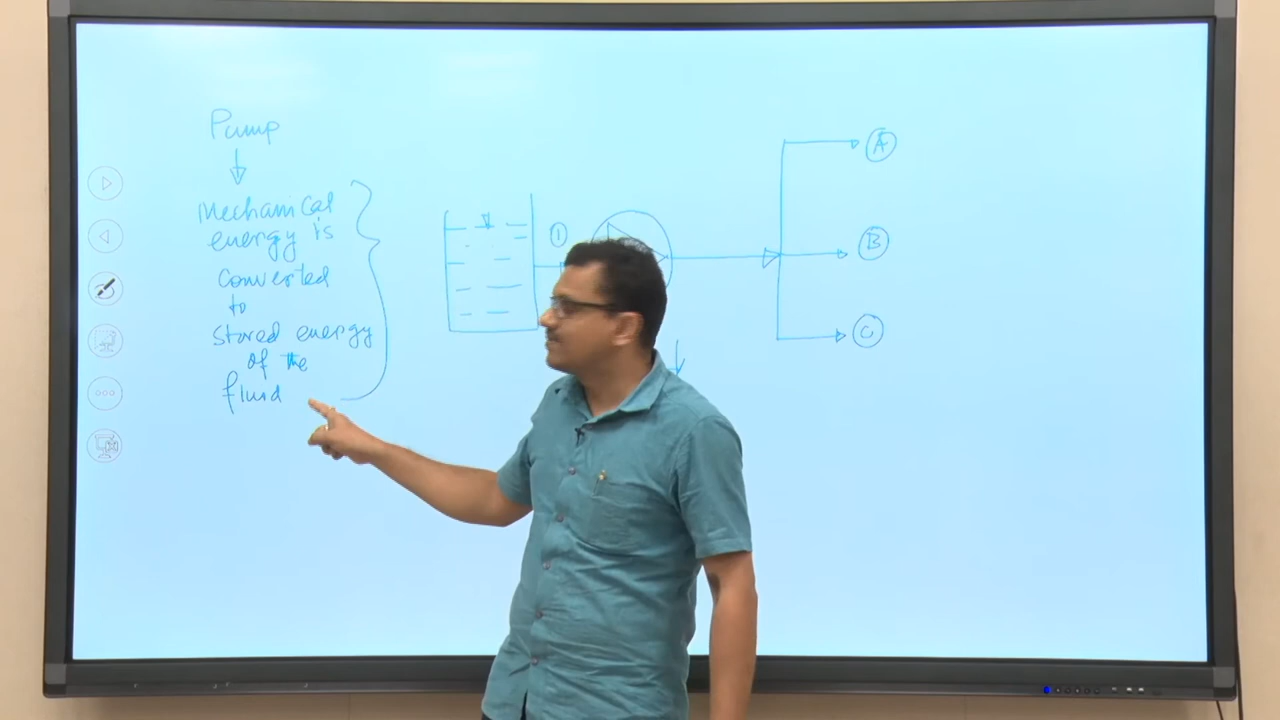 Pump
Mechanical
energy is
converted
to
stored energy
of the
fluid
1
A
B
C